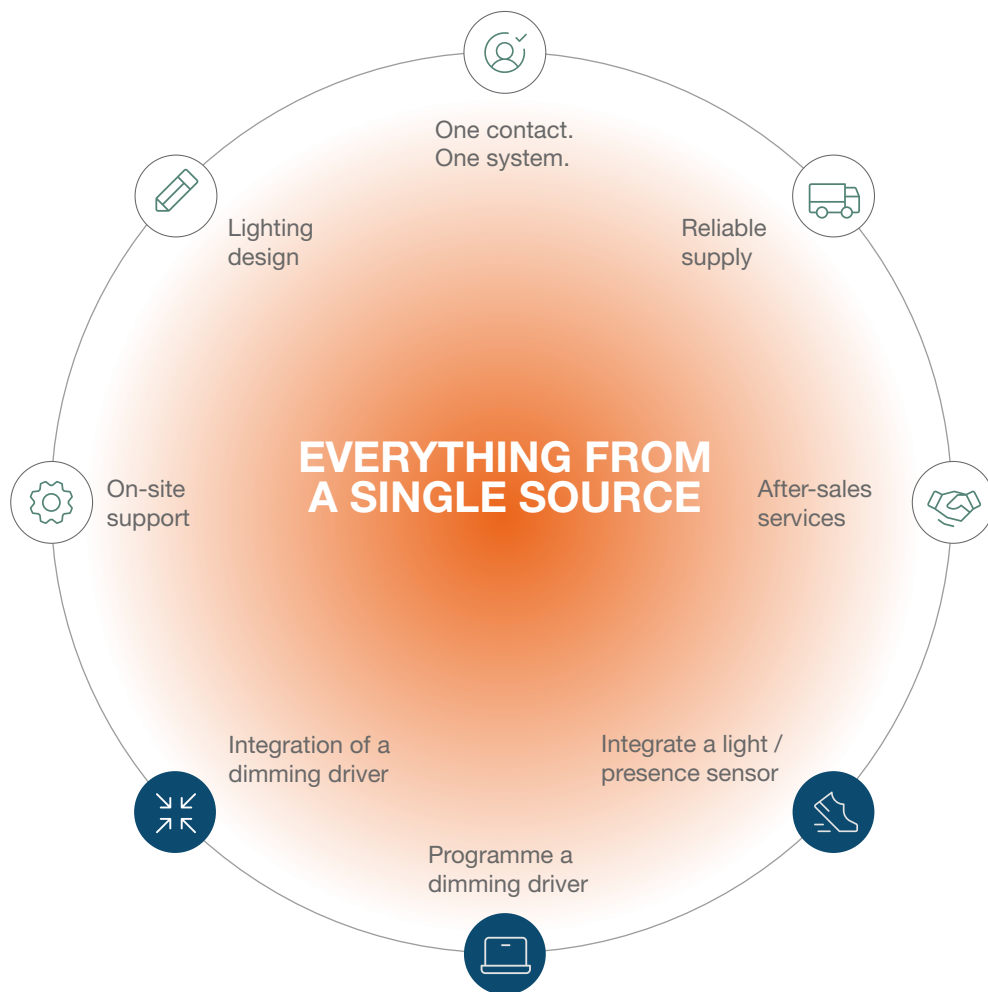 One contact.
One system.
Lighting
design
Reliable
supply
EVERYTHING FROM
A SINGLE SOURCE
On-site
support
After-sales
services
Integration of a
dimming driver
Integrate a light /
presence sensor
Programme a
dimming driver